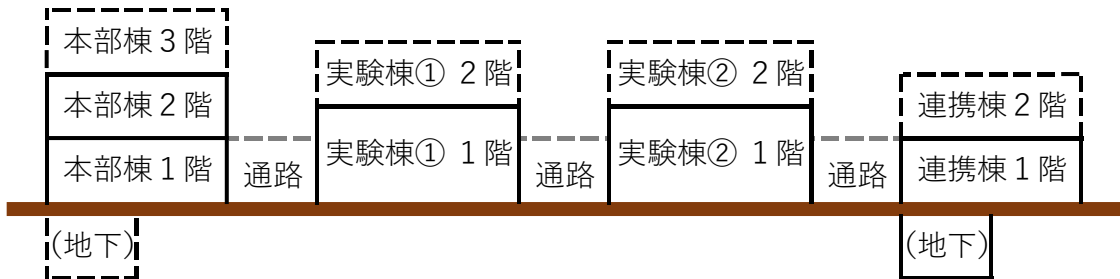 本部棟3階
本部棟2階
本部棟1階
(地下)
通路
実験棟① 2階
実験棟① 1階
通路
実験棟② 2階
実験棟② 1階
通路
連携棟2階
連携棟1階
(地下)